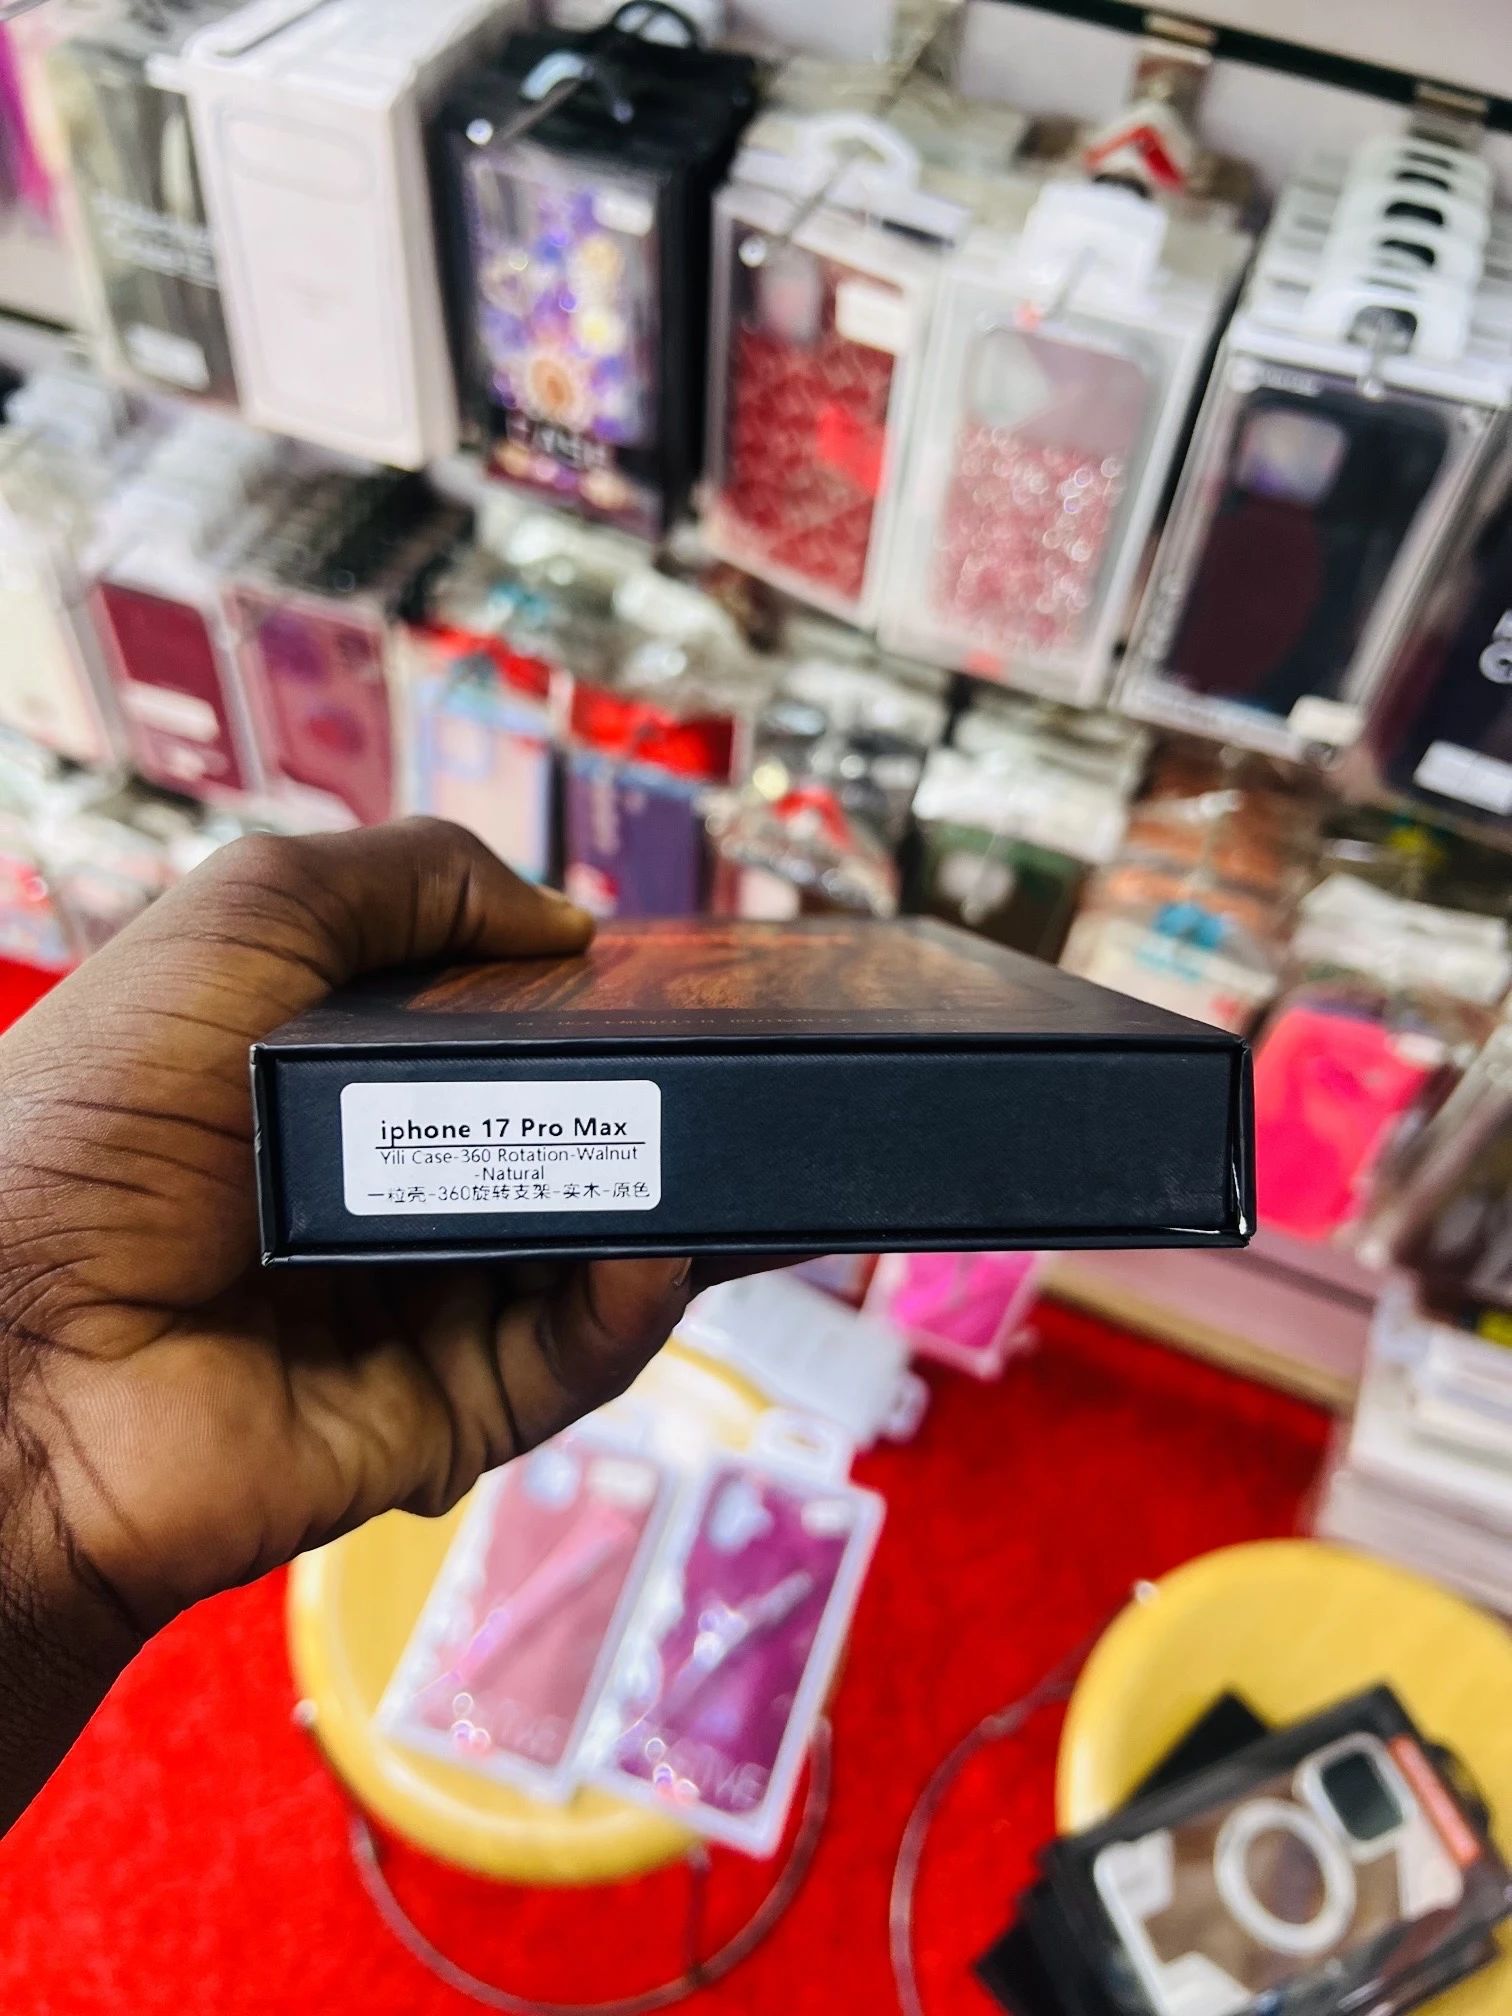 iphone 17 Pro Max
Yili Case-360 Rotation-Walnut
-Natural
一粒壳-360旋转支架-实木-原色